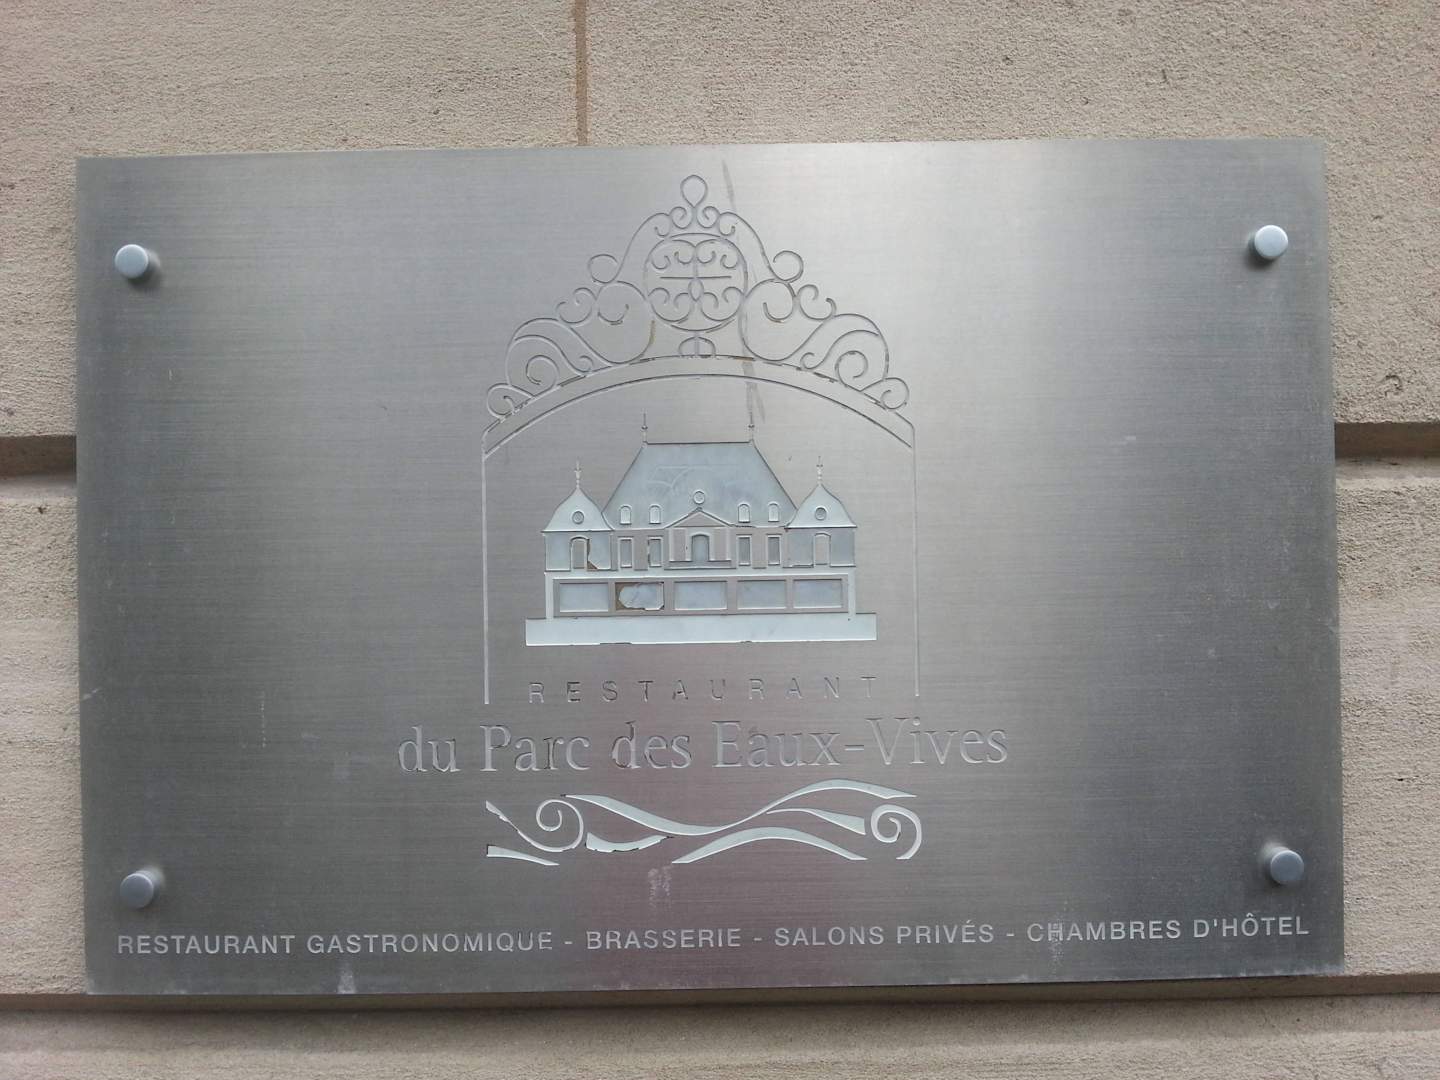 RESTAURANT
du Parc des Eaux-Vives
RESTAURANT GASTRONOMIQUE - BRASSERIE - SALONS PRIVÉS - CHAMBRES D'HÔTEL